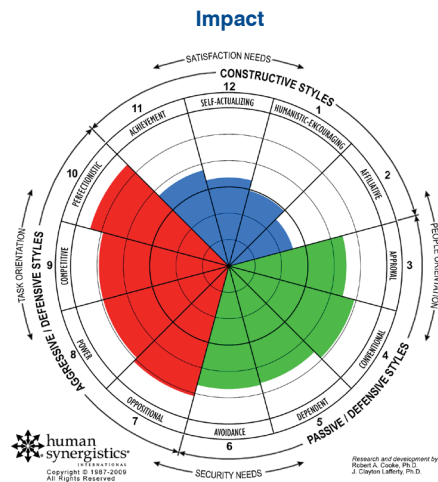 Impact
SATISFACTION NEEDS
CONSTRUCTIVE STYLES
12
SELF-ACTUALIZING
1
HUMANISTIC-ENCOURAGING
2
AFFILIATIVE
PEOPLE ORIENTATION
3
APPROVAL
4
CONVENTIONAL
PASSIVE / DEFENSIVE STYLES
5
DEPENDENT
6
AVOIDANCE
SECURITY NEEDS
7
OPPOSITIONAL
8
POWER
AGGRESSIVE / DEFENSIVE STYLES
9
COMPETITIVE
TASK ORIENTATION
10
PERFECTIONISTIC
11
ACHIEVEMENT
human
synergistics®
INTERNATIONAL
Copyright © 1987-2009
All Rights Reserved
Research and development by
Robert A. Cooke, Ph.D.
J. Clayton Lafferty, Ph.D.